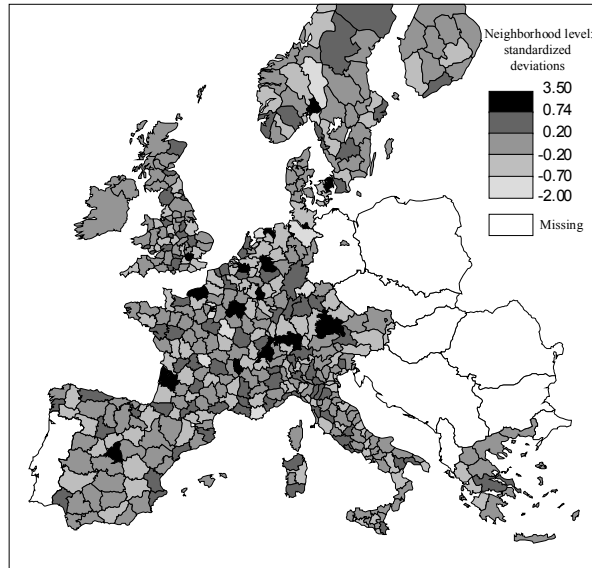 Neighborhood level:
standardized
deviations
3.50
0.74
0.20
-0.20
-0.70
-2.00
Missing